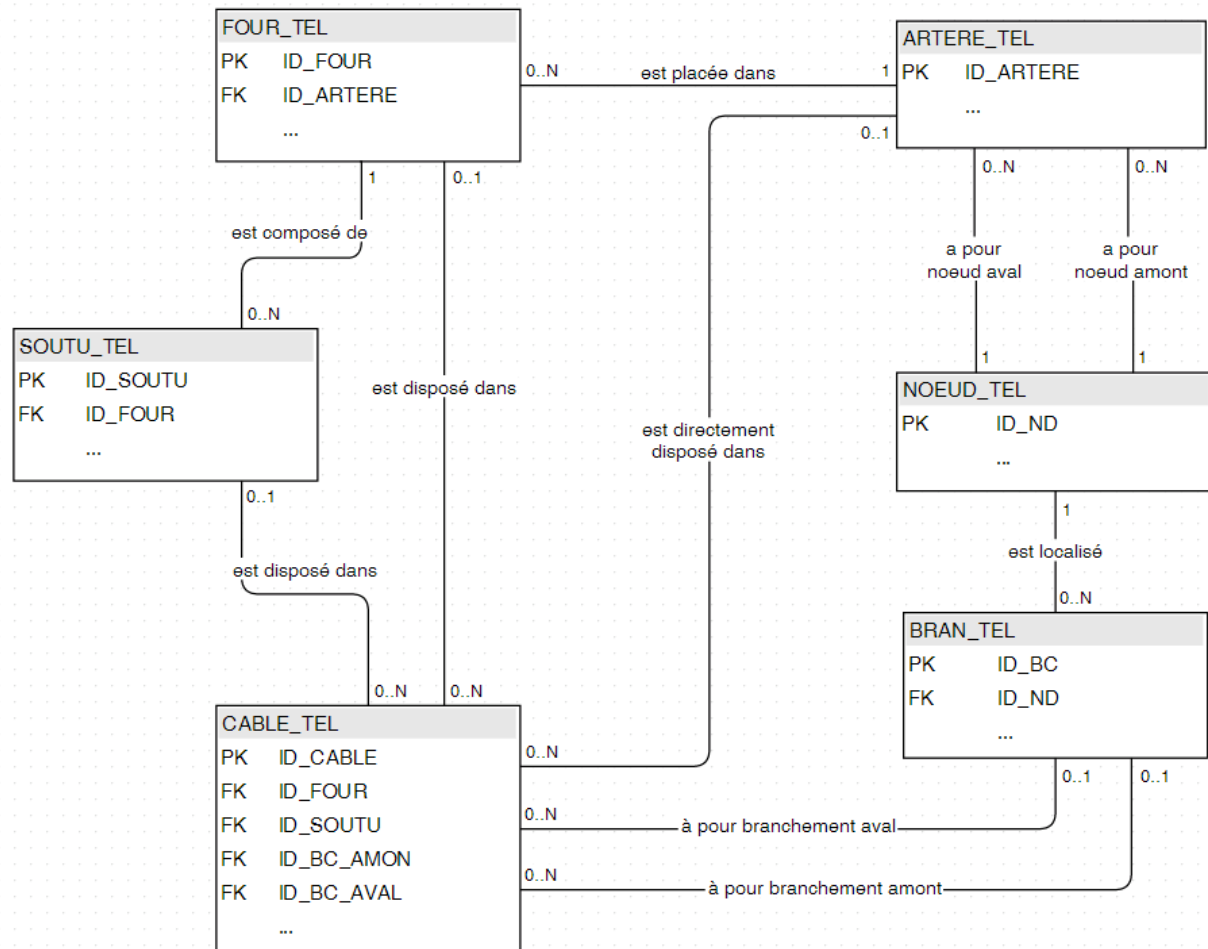 FOUR_TEL
PK ID_FOUR
FK ID_ARTERE
...
ARTERE_TEL
PK ID_ARTERE
...
0..N
est placée dans
1
0..1
1
0..1
0..N
0..N
est composé de
a pour
noeud aval
a pour
noeud amont
0..N
SOUTU_TEL
PK ID_SOUTU
FK ID_FOUR
...
est disposé dans
est directement
disposé dans
1
1
NOEUD_TEL
PK ID_ND
...
0..1
1
est disposé dans
est localisé
0..N
BRAN_TEL
PK ID_BC
FK ID_ND
...
0..N
0..N
CABLE_TEL
PK ID_CABLE
FK ID_FOUR
FK ID_SOUTU
FK ID_BC_AMON
FK ID_BC_AVAL
...
0..N
0..1
0..1
0..N
à pour branchement aval
0..N
à pour branchement amont